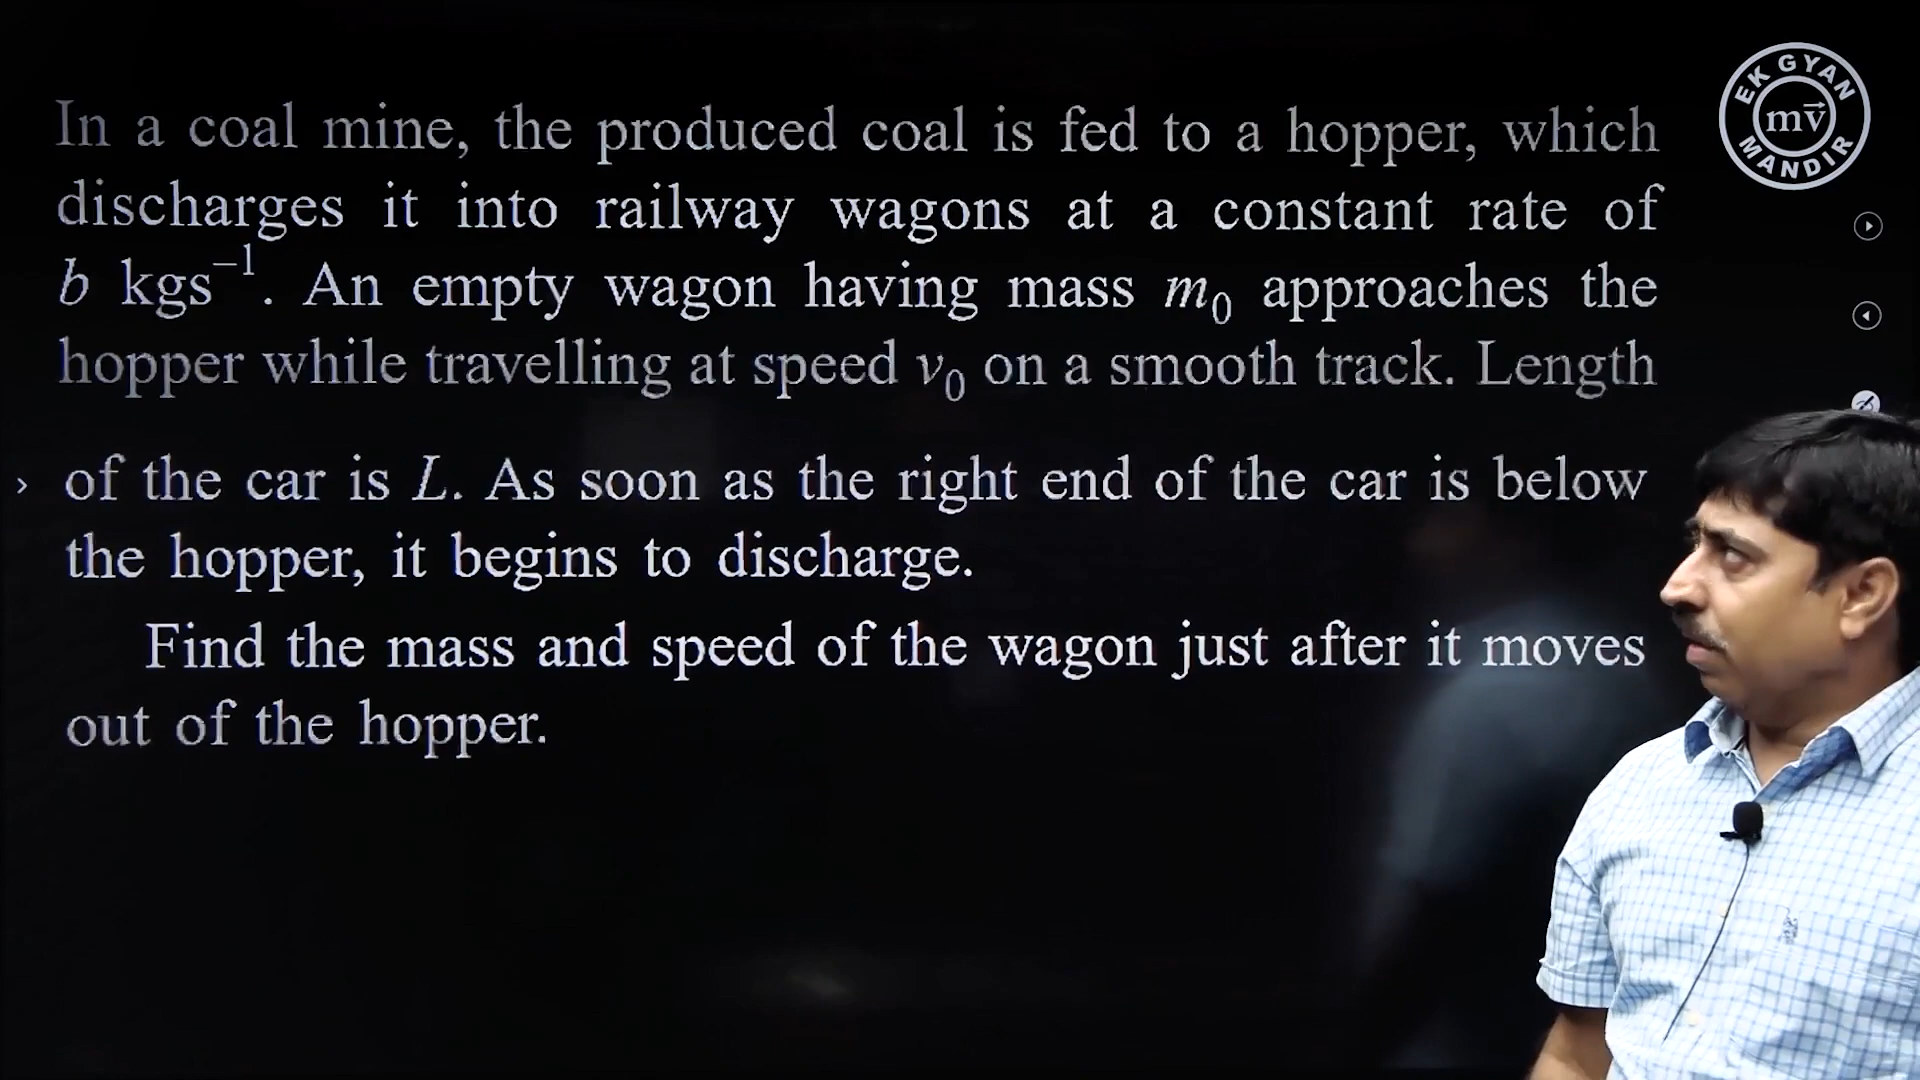 In a coal mine, the produced coal is fed to a hopper, which
discharges it into railway wagons at a constant rate of
b kgs⁻¹. An empty wagon having mass m₀ approaches the
hopper while travelling at speed v₀ on a smooth track. Length
of the car is L. As soon as the right end of the car is below
the hopper, it begins to discharge.
Find the mass and speed of the wagon just after it moves
out of the hopper.
EK GYAN
mv⃗
MANDIR